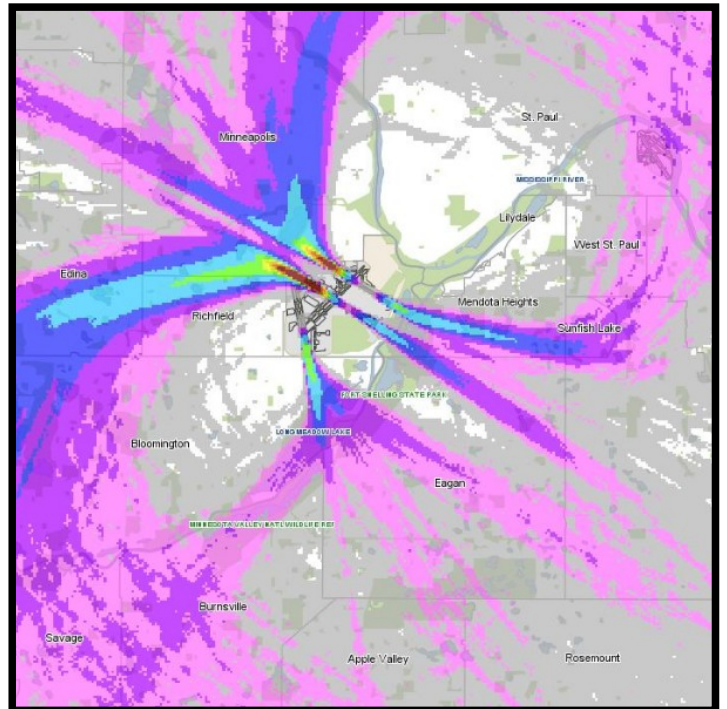 St. Paul
Minneapolis
MISSISSIPPI RIVER
Lilydale
West St. Paul
Edina
Mendota Heights
Richfield
Sunfish Lake
FORT SNELLING STATE PARK
LONG MEADOW LAKE
Bloomington
Eagan
MINNESOTA VALLEY NATL WILDLIFE REF
Burnsville
Savage
Apple Valley
Rosemount